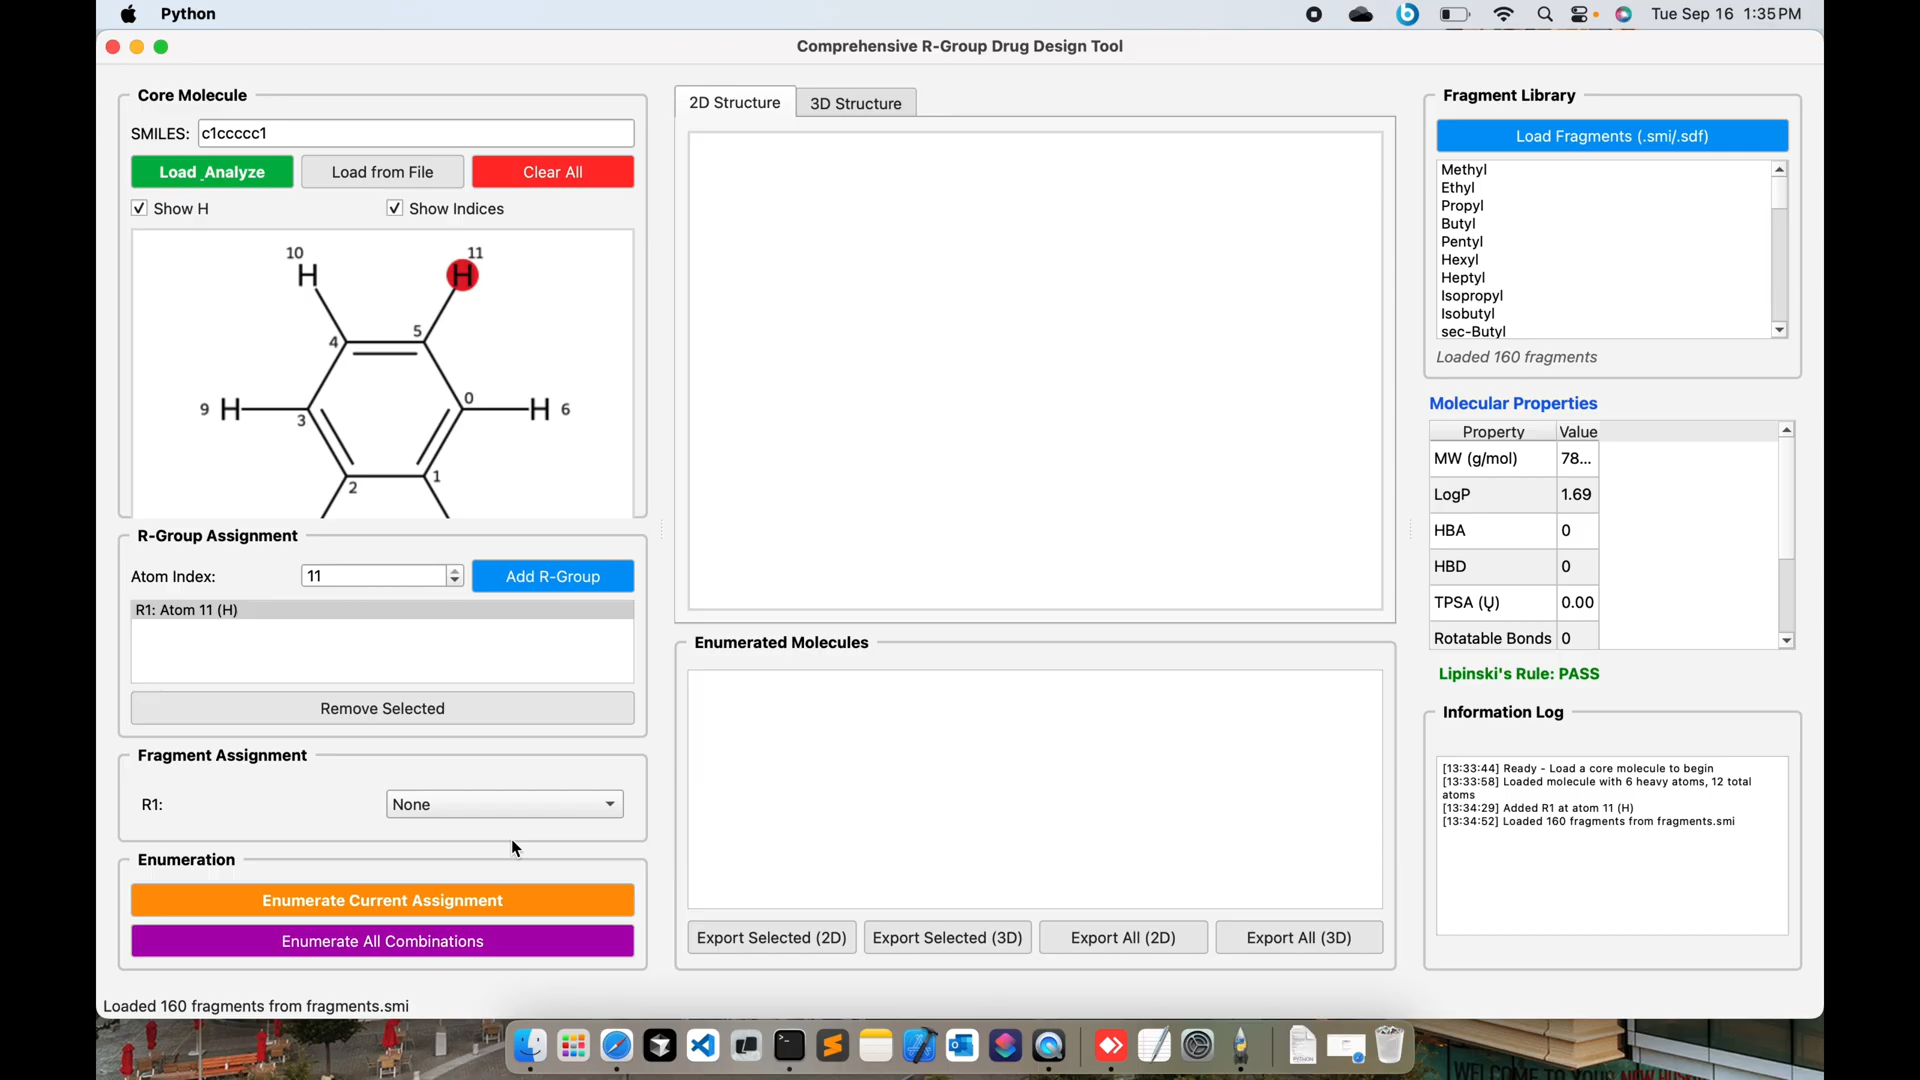 Python
Tue Sep 16 1:35 PM
Comprehensive R-Group Drug Design Tool
Core Molecule
SMILES: c1ccccc1
Load _Analyze
Load from File
Clear All
Show H
Show Indices
10
11
H
H
5
4
0
9 H
H 6
3
2
1
R-Group Assignment
Atom Index: 11
Add R-Group
R1: Atom 11 (H)
Remove Selected
Fragment Assignment
R1: None
Enumeration
Enumerate Current Assignment
Enumerate All Combinations
Loaded 160 fragments from fragments.smi
2D Structure
3D Structure
Enumerated Molecules
Export Selected (2D)
Export Selected (3D)
Export All (2D)
Export All (3D)
Fragment Library
Load Fragments (.smi/.sdf)
Methyl
Ethyl
Propyl
Butyl
Pentyl
Hexyl
Heptyl
Isopropyl
Isobutyl
sec-Butyl
Loaded 160 fragments
Molecular Properties
Property Value
MW (g/mol) 78...
LogP 1.69
HBA 0
HBD 0
TPSA (Ų) 0.00
Rotatable Bonds 0
Lipinski's Rule: PASS
Information Log
[13:33:44] Ready - Load a core molecule to begin
[13:33:58] Loaded molecule with 6 heavy atoms, 12 total
atoms
[13:34:29] Added R1 at atom 11 (H)
[13:34:52] Loaded 160 fragments from fragments.smi
WELCOME TO YOUR NEW